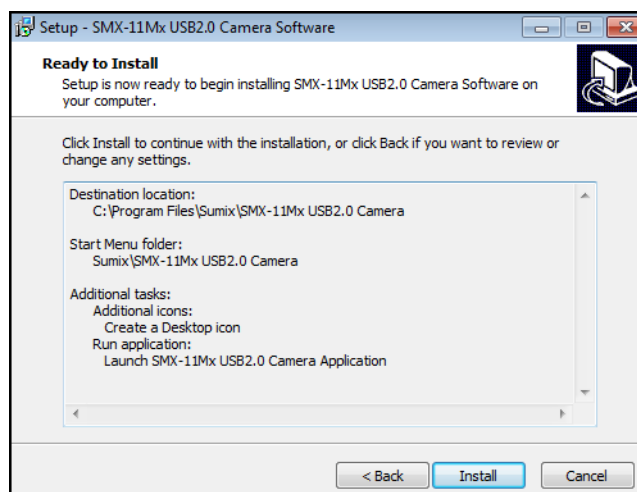 Setup - SMX-11Mx USB2.0 Camera Software
Ready to Install
Setup is now ready to begin installing SMX-11Mx USB2.0 Camera Software on
your computer.
Click Install to continue with the installation, or click Back if you want to review or
change any settings.
Destination location:
C:\Program Files\Sumix\SMX-11Mx USB2.0 Camera
Start Menu folder:
Sumix\SMX-11Mx USB2.0 Camera
Additional tasks:
Additional icons:
Create a Desktop icon
Run application:
Launch SMX-11Mx USB2.0 Camera Application
< Back Install Cancel